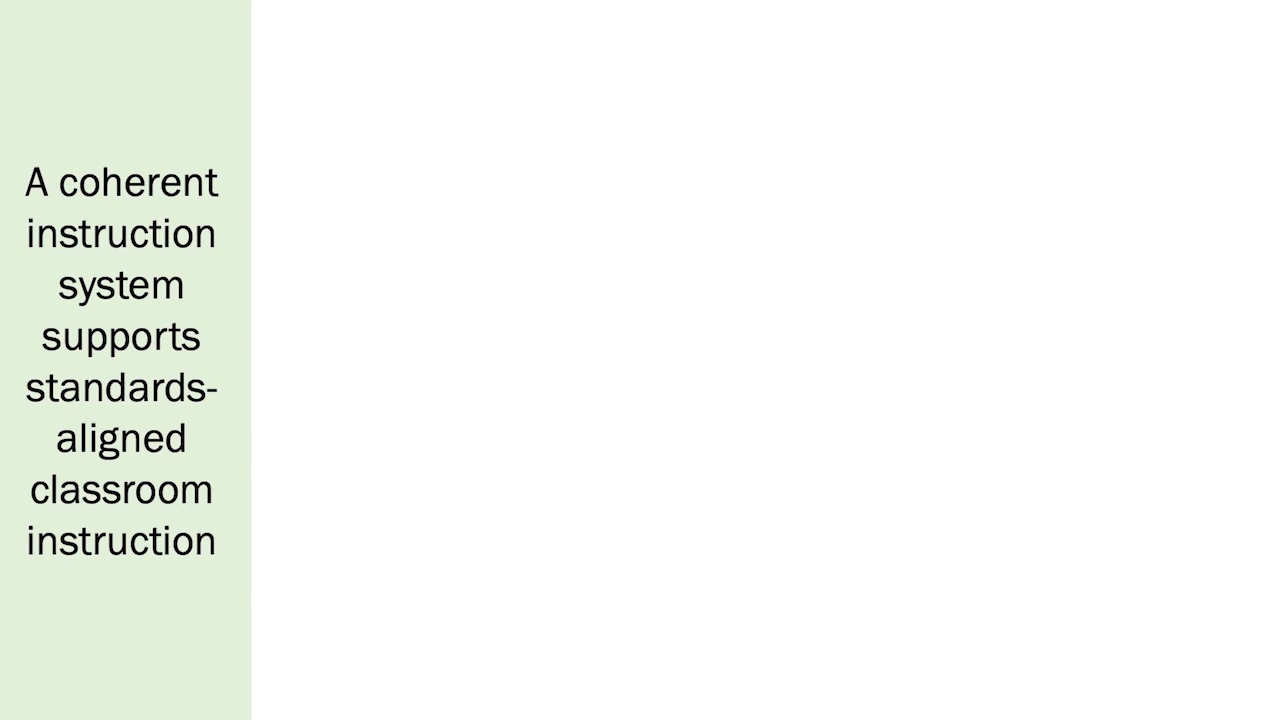 A coherent
instruction
system
supports
standards-
aligned
classroom
instruction